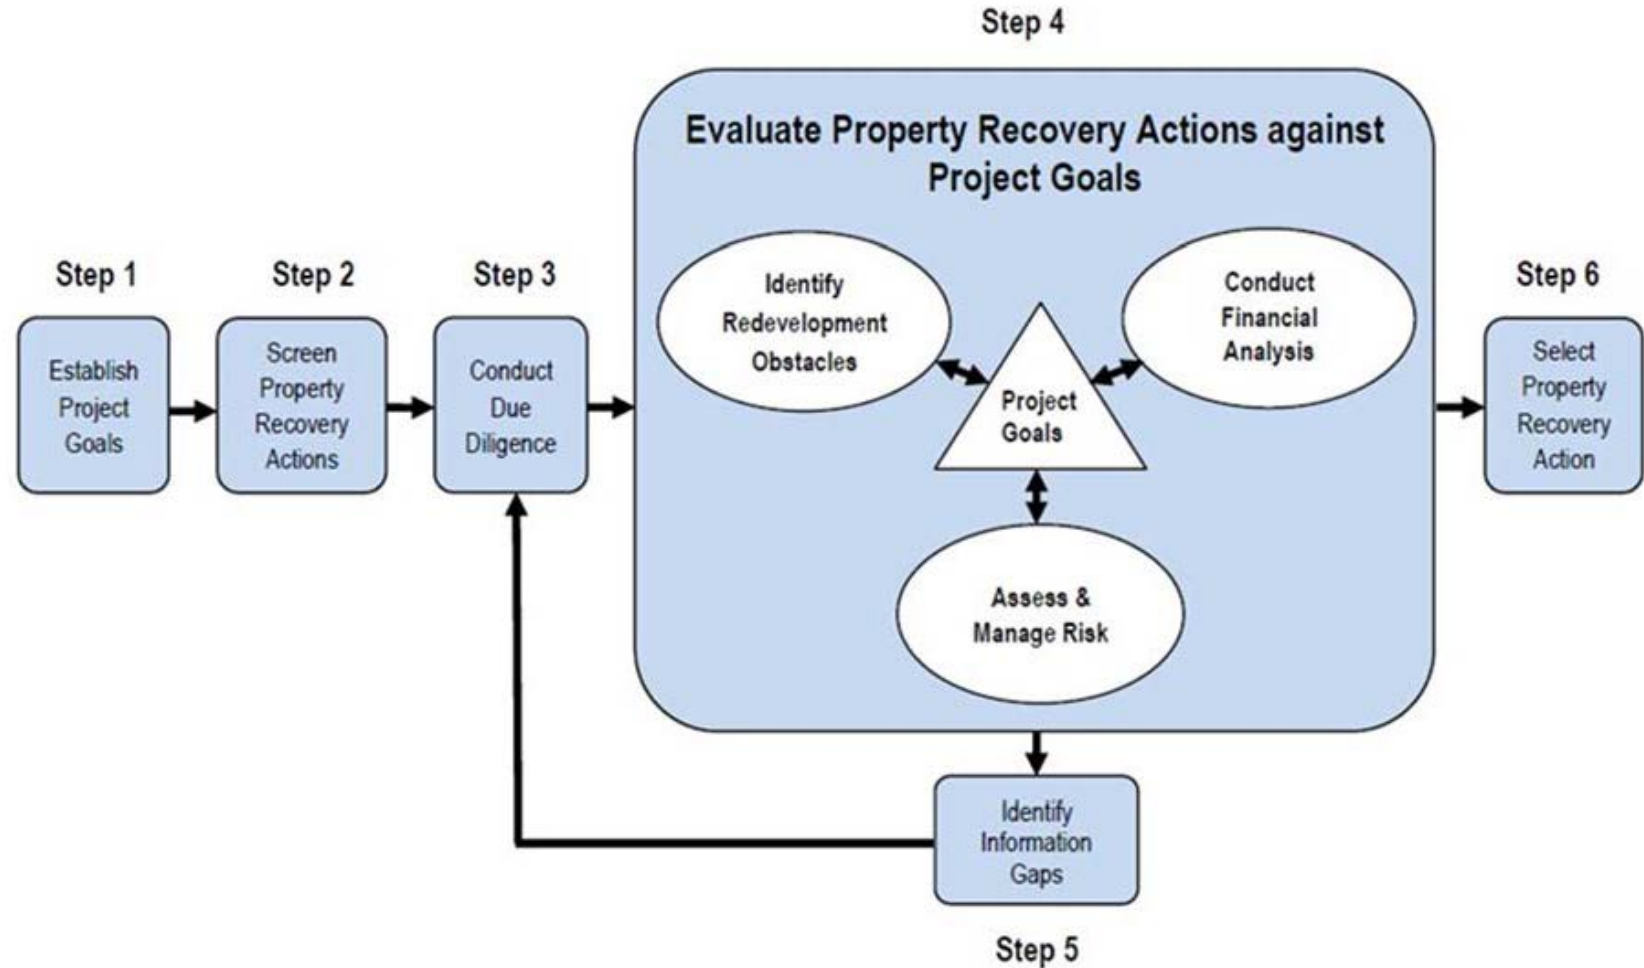 Step 4
Evaluate Property Recovery Actions against
Project Goals
Step 1
Establish
Project
Goals
Step 2
Screen
Property
Recovery
Actions
Step 3
Conduct
Due
Diligence
Identify
Redevelopment
Obstacles
Conduct
Financial
Analysis
Project
Goals
Assess &
Manage Risk
Step 6
Select
Property
Recovery
Action
Identify
Information
Gaps
Step 5